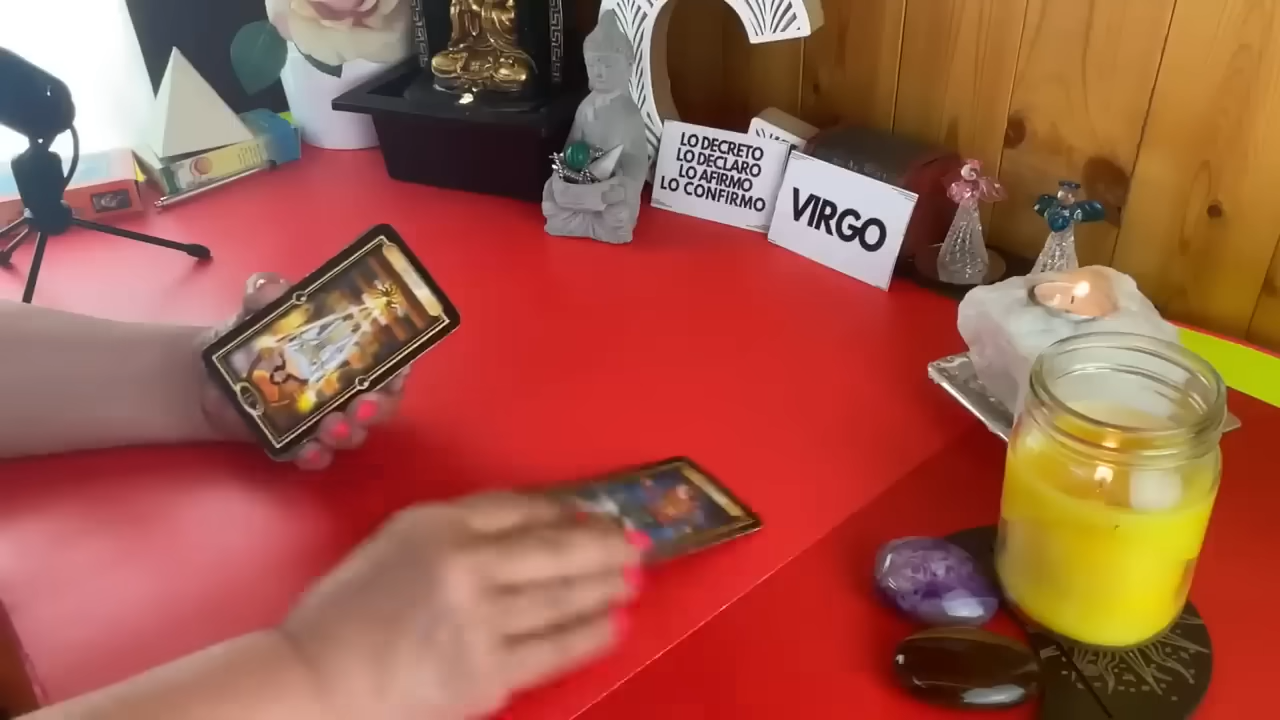 LO DECRETO
LO DECLARO
LO AFIRMO
LO CONFIRMO
VIRGO